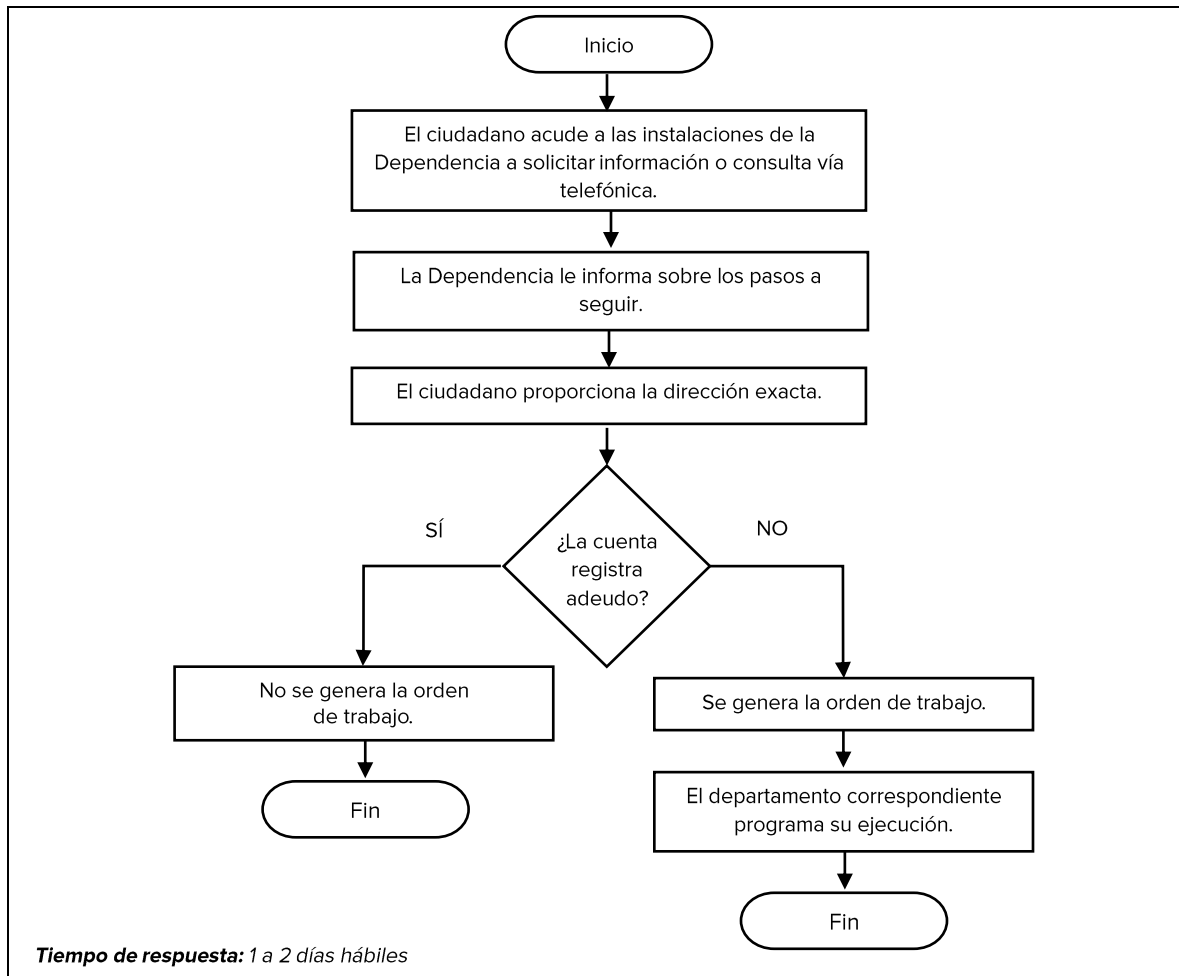 Inicio
El ciudadano acude a las instalaciones de la
Dependencia a solicitar información o consulta vía
telefónica.
La Dependencia le informa sobre los pasos a
seguir.
El ciudadano proporciona la dirección exacta.
¿La cuenta
registra
adeudo?
SÍ
NO
No se genera la orden
de trabajo.
Fin
Se genera la orden de trabajo.
El departamento correspondiente
programa su ejecución.
Fin
Tiempo de respuesta: 1 a 2 días hábiles